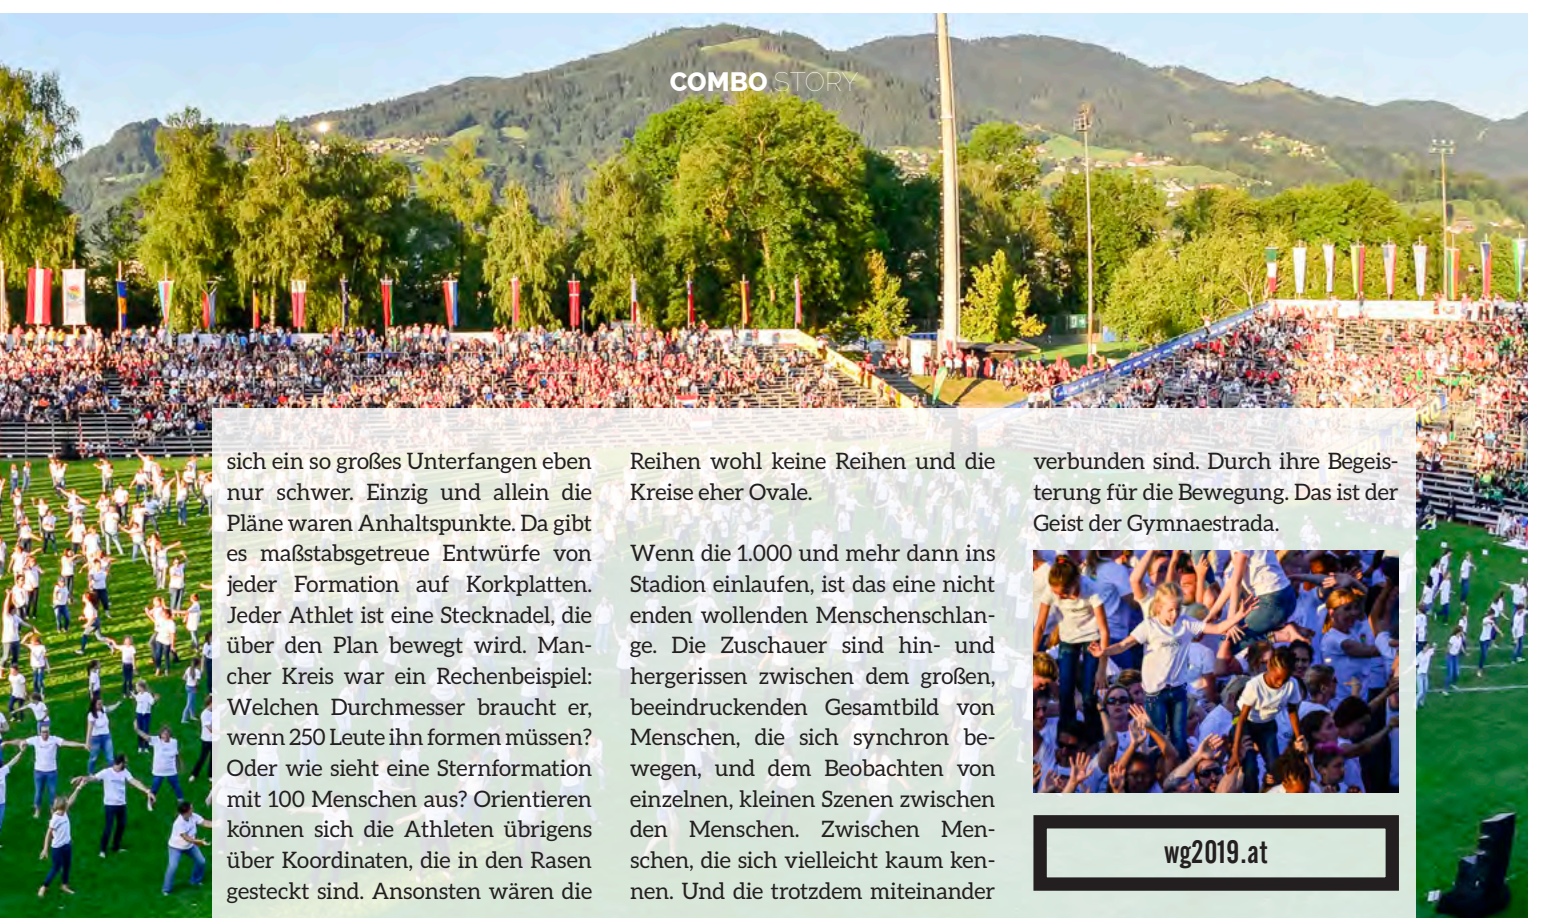 COMBO STORY
sich ein so großes Unterfangen eben
nur schwer. Einzig und allein die
Pläne waren Anhaltspunkte. Da gibt
es maßstabsgetreue Entwürfe von
jeder Formation auf Korkplatten.
Jeder Athlet ist eine Stecknadel, die
über den Plan bewegt wird. Man-
cher Kreis war ein Rechenbeispiel:
Welchen Durchmesser braucht er,
wenn 250 Leute ihn formen müssen?
Oder wie sieht eine Sternformation
mit 100 Menschen aus? Orientieren
können sich die Athleten übrigens
über Koordinaten, die in den Rasen
gesteckt sind. Ansonsten wären die
Reihen wohl keine Reihen und die
Kreise eher Ovale.
Wenn die 1.000 und mehr dann ins
Stadion einlaufen, ist das eine nicht
enden wollenden Menschenschlan-
ge. Die Zuschauer sind hin- und
hergerissen zwischen dem großen,
beeindruckenden Gesamtbild von
Menschen, die sich synchron be-
wegen, und dem Beobachten von
einzelnen, kleinen Szenen zwischen
den Menschen. Zwischen Men-
schen, die sich vielleicht kaum ken-
nen. Und die trotzdem miteinander
verbunden sind. Durch ihre Begeis-
terung für die Bewegung. Das ist der
Geist der Gymnaestrada.
wg2019.at